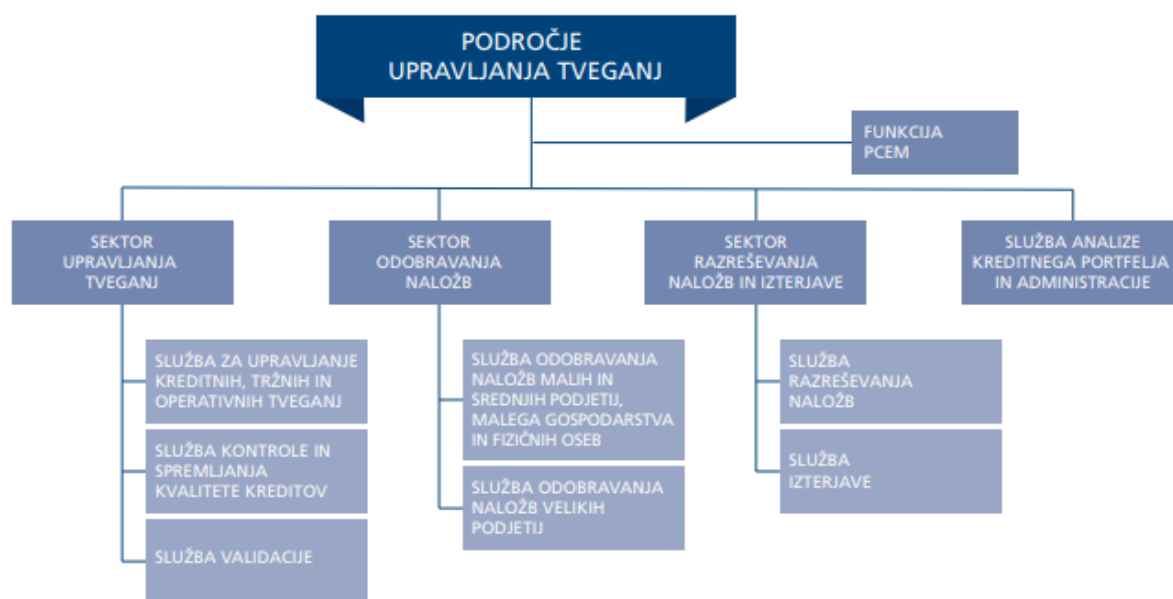 PODROČJE
UPRAVLJANJA TVEGANJ
FUNKCIJA
PCEM
SEKTOR
UPRAVLJANJA
TVEGANJ
SEKTOR
ODOBRAVANJA
NALOŽB
SEKTOR
RAZREŠEVANJA
NALOŽB IN IZTERJAVE
SLUŽBA ANALIZE
KREDITNEGA PORTFELJA
IN ADMINISTRACIJE
SLUŽBA ZA UPRAVLJANJE
KREDITNIH, TRŽNIH IN
OPERATIVNIH TVEGANJ
SLUŽBA KONTROLE IN
SPREMLJANJA
KVALITETE KREDITOV
SLUŽBA VALIDACIJE
SLUŽBA ODOBRAVANJA
NALOŽB MALIH IN
SREDNJIH PODJETIJ,
MALEGA GOSPODARSTVA
IN FIZIČNIH OSEB
SLUŽBA ODOBRAVANJA
NALOŽB VELIKIH
PODJETIJ
SLUŽBA
RAZREŠEVANJA
NALOŽB
SLUŽBA
IZTERJAVE